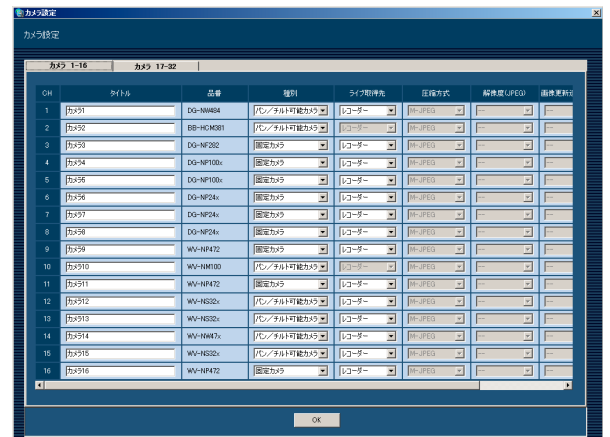 カメラ設定
カメラ設定
カメラ 1-16 カメラ 17-32
CH タイトル 品番 種別 ライブ取得先 圧縮方式 解像度(JPEG) 画像更新速
1 カメラ1 DG-NW484 パン/チルト可能カメラ レコーダー M-JPEG ---
2 カメラ2 BB-HCM381 パン/チルト可能カメラ レコーダー M-JPEG ---
3 カメラ3 DG-NF282 固定カメラ レコーダー M-JPEG ---
4 カメラ4 DG-NP100x 固定カメラ レコーダー M-JPEG ---
5 カメラ5 DG-NP100x 固定カメラ レコーダー M-JPEG ---
6 カメラ6 DG-NP24x 固定カメラ レコーダー M-JPEG ---
7 カメラ7 DG-NP24x 固定カメラ レコーダー M-JPEG ---
8 カメラ8 DG-NP24x 固定カメラ レコーダー M-JPEG ---
9 カメラ9 WV-NP472 固定カメラ レコーダー M-JPEG ---
10 カメラ10 WV-NM100 パン/チルト可能カメラ レコーダー M-JPEG ---
11 カメラ11 WV-NP472 固定カメラ レコーダー M-JPEG ---
12 カメラ12 WV-NS32x パン/チルト可能カメラ レコーダー M-JPEG ---
13 カメラ13 WV-NS32x パン/チルト可能カメラ レコーダー M-JPEG ---
14 カメラ14 WV-NW47x パン/チルト可能カメラ レコーダー M-JPEG ---
15 カメラ15 WV-NS32x パン/チルト可能カメラ レコーダー M-JPEG ---
16 カメラ16 WV-NP472 固定カメラ レコーダー M-JPEG ---
OK